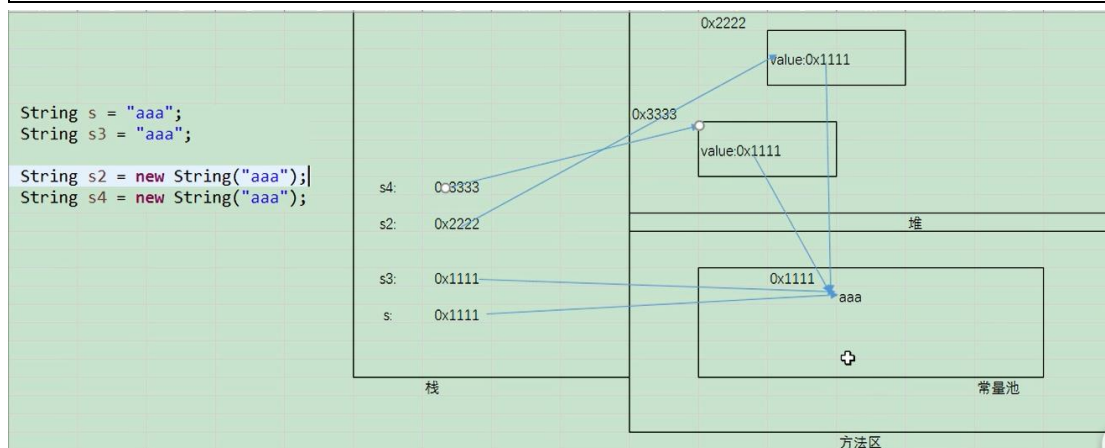 String s = "aaa";
String s3 = "aaa";
String s2 = new String("aaa");
String s4 = new String("aaa");
s4: 0x3333
s2: 0x2222
s3: 0x1111
s: 0x1111
栈
0x2222
value:0x1111
0x3333
value:0x1111
堆
0x1111
aaa
常量池
方法区